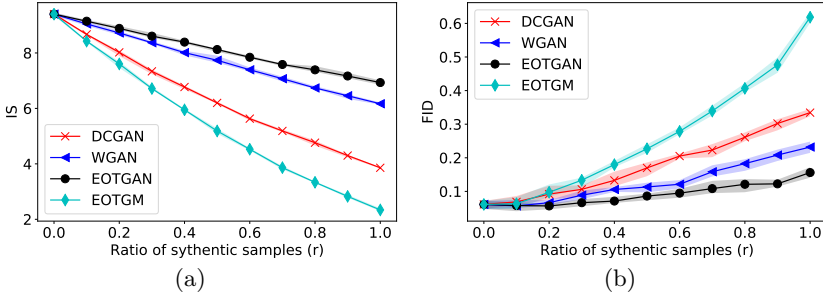 IS
8
6
4
2
DCGAN
WGAN
EOTGAN
EOTGM
0.0 0.2 0.4 0.6 0.8 1.0
Ratio of sythentic samples (r)
(a)
FID
0.6
0.5
0.4
0.3
0.2
0.1
DCGAN
WGAN
EOTGAN
EOTGM
0.0 0.2 0.4 0.6 0.8 1.0
Ratio of sythentic samples (r)
(b)